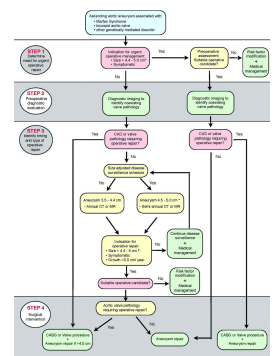 Ascending aortic aneurysm associated with:
• Marfan Syndrome
• bicuspid aortic valve
• other genetically mediated disorder
STEP 1
Determine
need for urgent
operative
repair.
Indication for urgent
operative management:
• Size > 4.4 - 5.0 cm*
• Symptomatic
Yes
Preoperative
assessment:
Suitable operative
candidate?
No
Risk factor
modification
+
Medical
management
No
Yes
STEP 2
Preoperative
diagnostic
evaluation
Diagnostic imaging to
identify coexisting
valve pathology
Diagnostic imaging to
identify coexisting
valve pathology
STEP 3
Identify timing
and type of
operative
repair
Yes
CAD or valve
pathology requiring
operative repair?
Yes
CAD or valve
pathology requiring
operative repair?
No
No
Size adjusted disease
surveillance schedule
Aneurysm 3.5 - 4.4 cm
• Annual CT or MR
Aneurysm 4.5 - 5.0 cm*
• Semi-annual CT or MR
Continue disease
surveillance
+
Medical
management
Indication for
operative repair:
• Size > 4.4 - 5 cm*
• Symptomatic
• Growth >0.5 cm/ year
No
Yes
Suitable operative candidate?
No
Risk factor
modification
+
Medical
management
Yes
STEP 4
Surgical
intervention
Aortic valve pathology
requiring operative repair?
Yes
No
CABG or Valve procedure
+
Aneurysm repair if >4.0 cm
Aneurysm repair
CABG or Valve procedure
+
Aneurysm repair